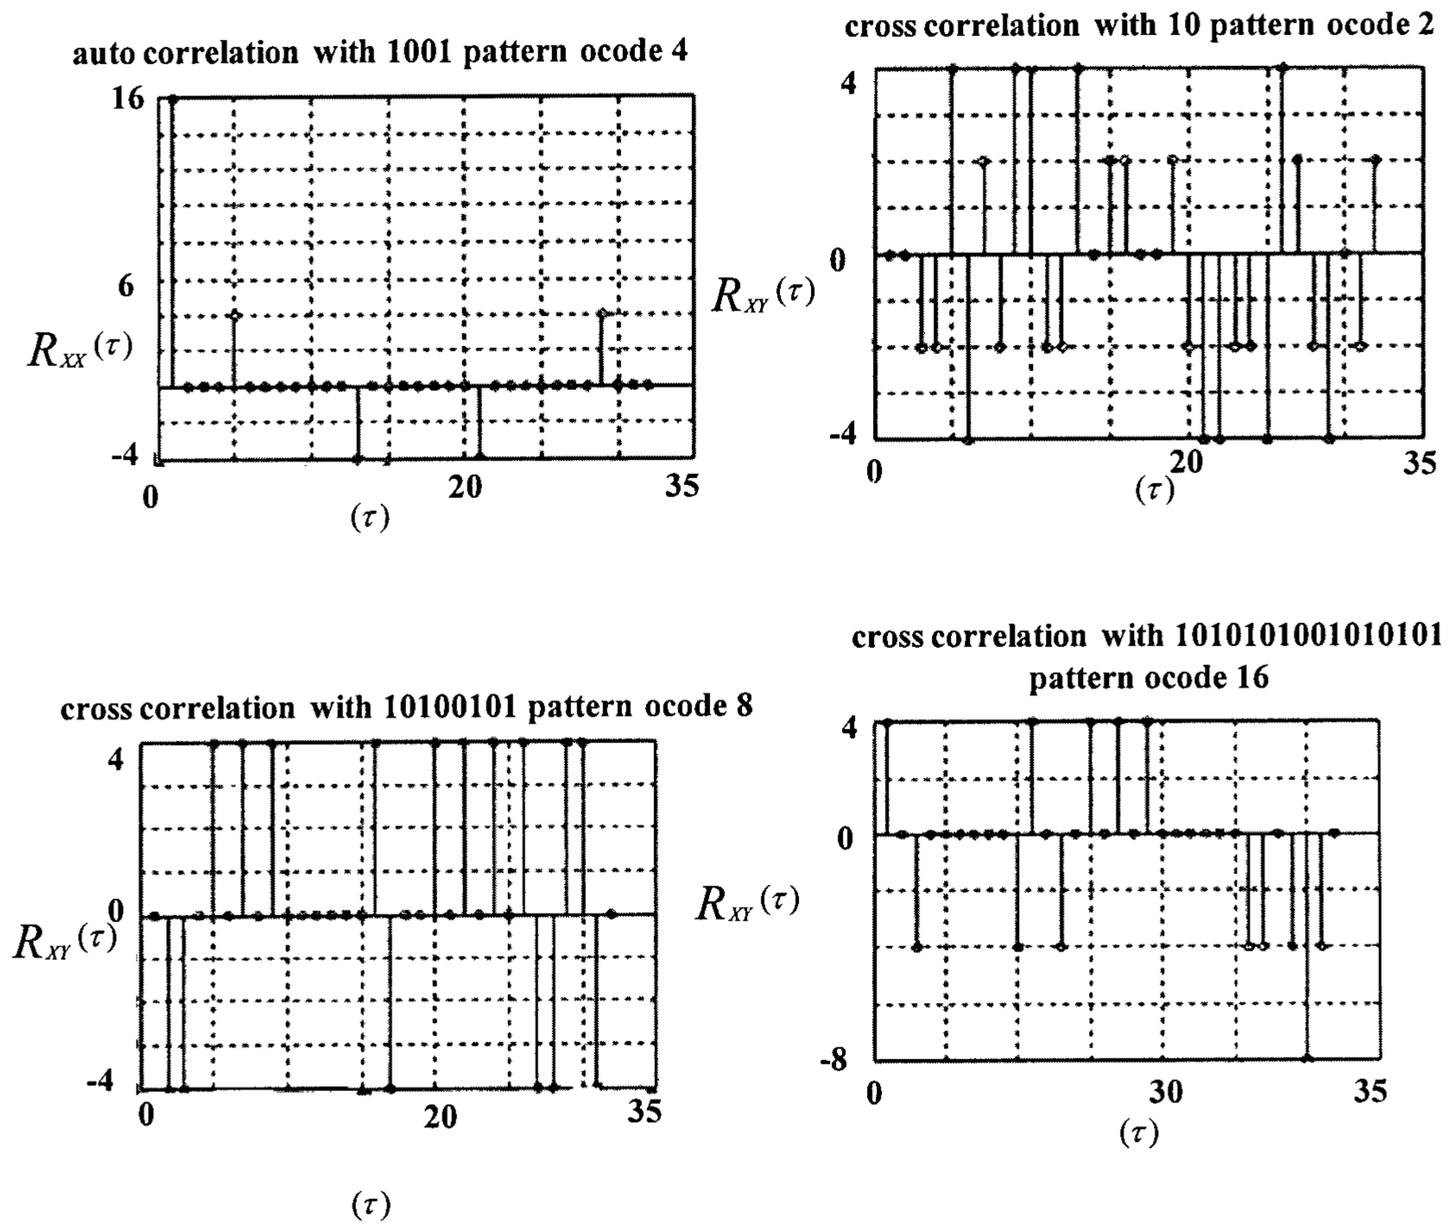 auto correlation with 1001 pattern ocode 4
16
6
R_XX(τ)
-4
0
20
35
(τ)
cross correlation with 10 pattern ocode 2
4
0
R_XY(τ)
-4
0
20
35
(τ)
cross correlation with 10100101 pattern ocode 8
4
0
R_XY(τ)
-4
0
20
35
(τ)
cross correlation with 1010101001010101
pattern ocode 16
4
0
R_XY(τ)
-8
0
30
35
(τ)